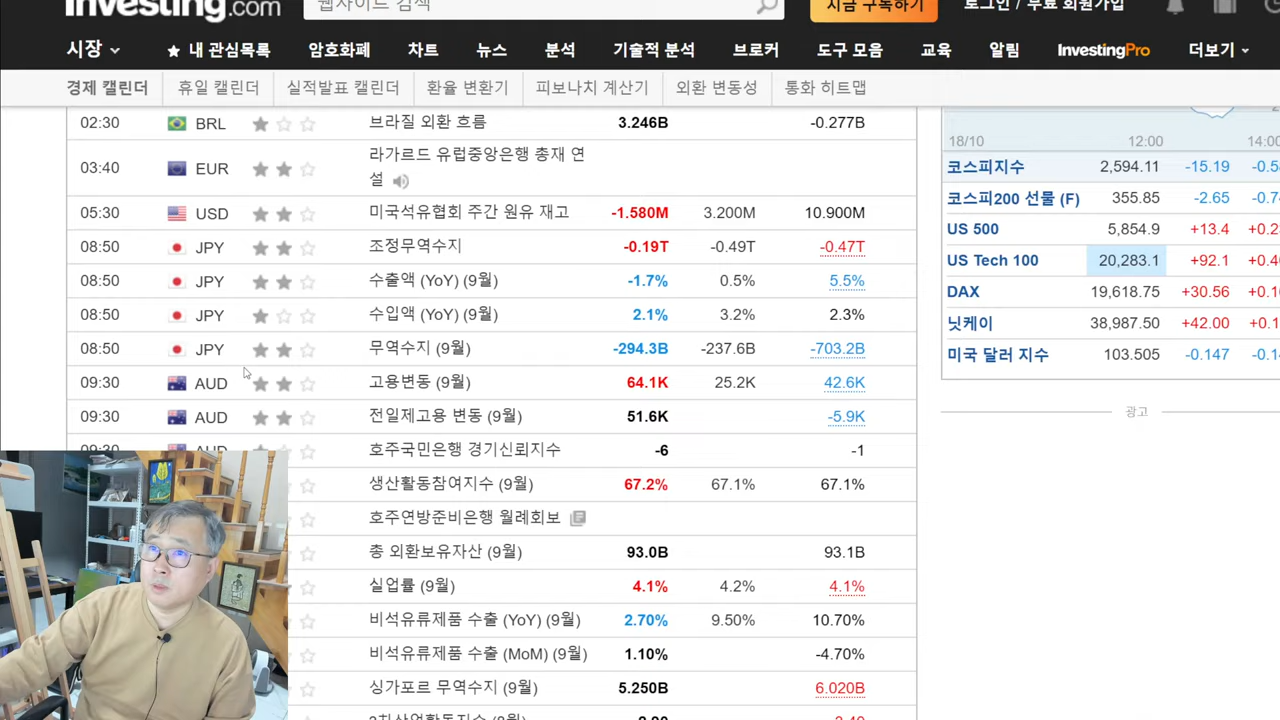 Investing.com
웹사이트 검색
지금 구독하기
로그인 / 무료 회원가입
시장
내 관심목록
암호화폐
차트
뉴스
분석
기술적 분석
브로커
도구 모음
교육
알림
InvestingPro
더보기
경제 캘린더
휴일 캘린더
실적발표 캘린더
환율 변환기
피보나치 계산기
외환 변동성
통화 히트맵
02:30 BRL 브라질 외환 흐름 3.246B -0.277B
03:40 EUR 라가르드 유럽중앙은행 총재 연
설
05:30 USD 미국석유협회 주간 원유 재고 -1.580M 3.200M 10.900M
08:50 JPY 조정무역수지 -0.19T -0.49T -0.47T
08:50 JPY 수출액 (YoY) (9월) -1.7% 0.5% 5.5%
08:50 JPY 수입액 (YoY) (9월) 2.1% 3.2% 2.3%
08:50 JPY 무역수지 (9월) -294.3B -237.6B -703.2B
09:30 AUD 고용변동 (9월) 64.1K 25.2K 42.6K
09:30 AUD 전일제고용 변동 (9월) 51.6K -5.9K
09:30 AUD 호주국민은행 경기신뢰지수 -6 -1
생산활동참여지수 (9월) 67.2% 67.1% 67.1%
호주연방준비은행 월례회보
총 외환보유자산 (9월) 93.0B 93.1B
실업률 (9월) 4.1% 4.2% 4.1%
비석유류제품 수출 (YoY) (9월) 2.70% 9.50% 10.70%
비석유류제품 수출 (MoM) (9월) 1.10% -4.70%
싱가포르 무역수지 (9월) 5.250B 6.020B
18/10 12:00 14:00
코스피지수 2,594.11 -15.19
코스피200 선물 (F) 355.85 -2.65
US 500 5,854.9 +13.4
US Tech 100 20,283.1 +92.1
DAX 19,618.75 +30.56
닛케이 38,987.50 +42.00
미국 달러 지수 103.505 -0.147
광고